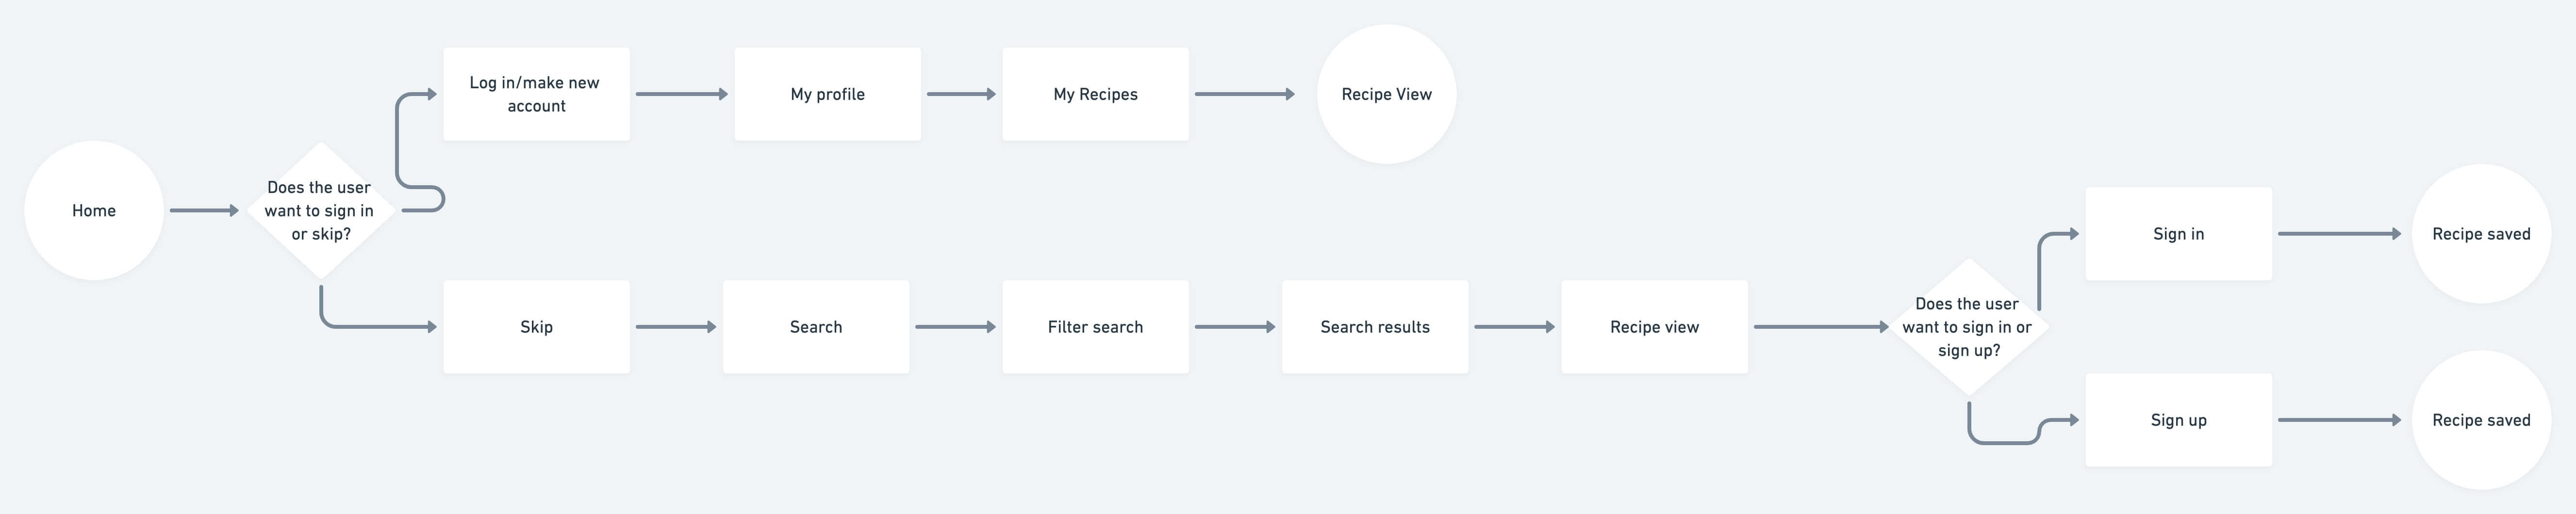 Home
Does the user
want to sign in
or skip?
Log in/make new
account
My profile
My Recipes
Recipe View
Skip
Search
Filter search
Search results
Recipe view
Does the user
want to sign in or
sign up?
Sign in
Recipe saved
Sign up
Recipe saved